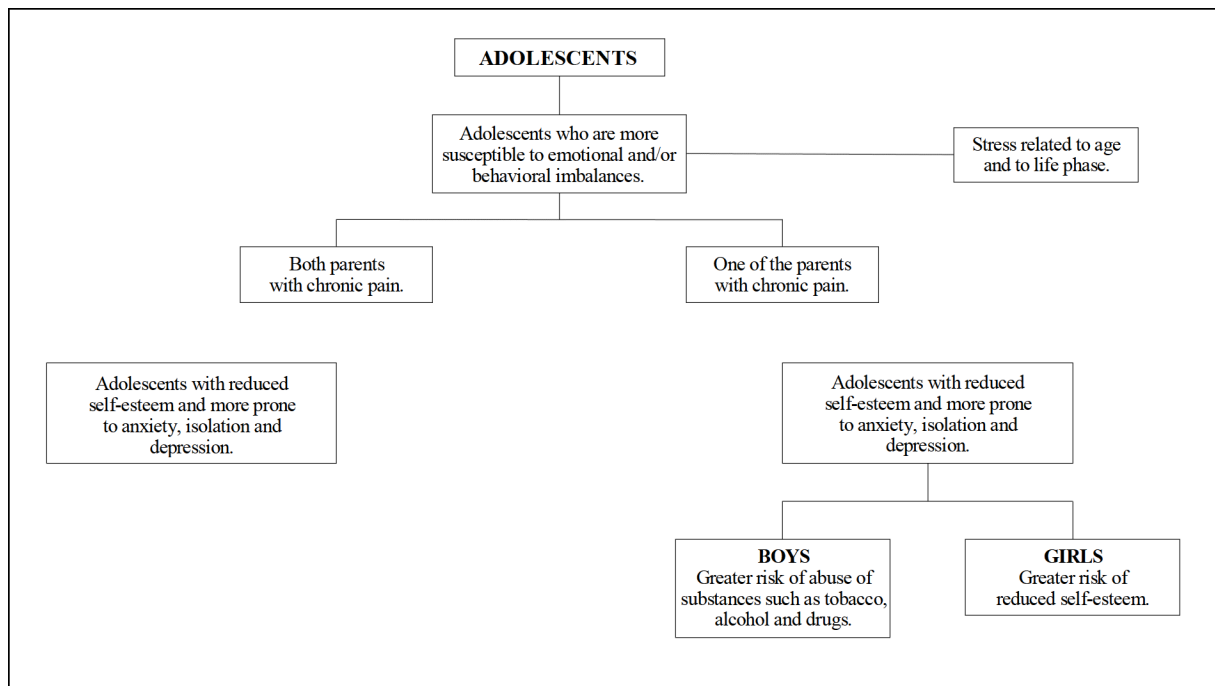 ADOLESCENTS
Adolescents who are more
susceptible to emotional and/or
behavioral imbalances.
Stress related to age
and to life phase.
Both parents
with chronic pain.
One of the parents
with chronic pain.
Adolescents with reduced
self-esteem and more prone
to anxiety, isolation and
depression.
Adolescents with reduced
self-esteem and more prone
to anxiety, isolation and
depression.
BOYS
Greater risk of abuse of
substances such as tobacco,
alcohol and drugs.
GIRLS
Greater risk of
reduced self-esteem.